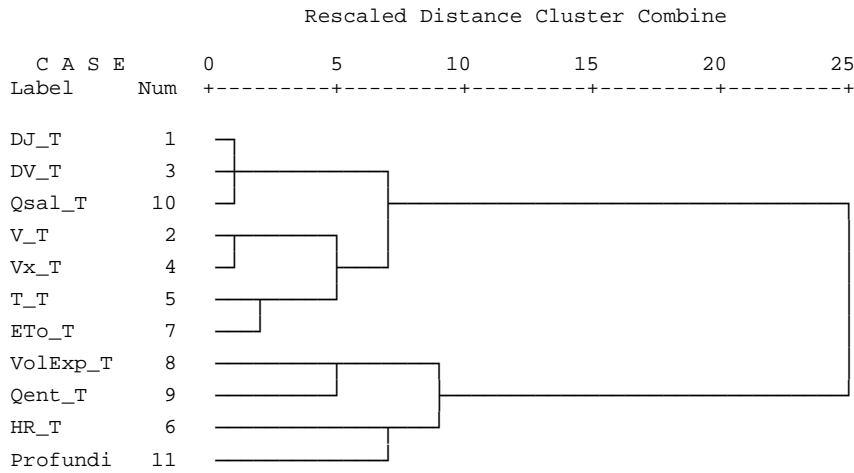 Rescaled Distance Cluster Combine
C A S E 0 5 10 15 20 25
Label Num +---------+---------+---------+---------+---------+
DJ_T 1
DV_T 3
Qsal_T 10
V_T 2
Vx_T 4
T_T 5
ETo_T 7
VolExp_T 8
Qent_T 9
HR_T 6
Profundi 11